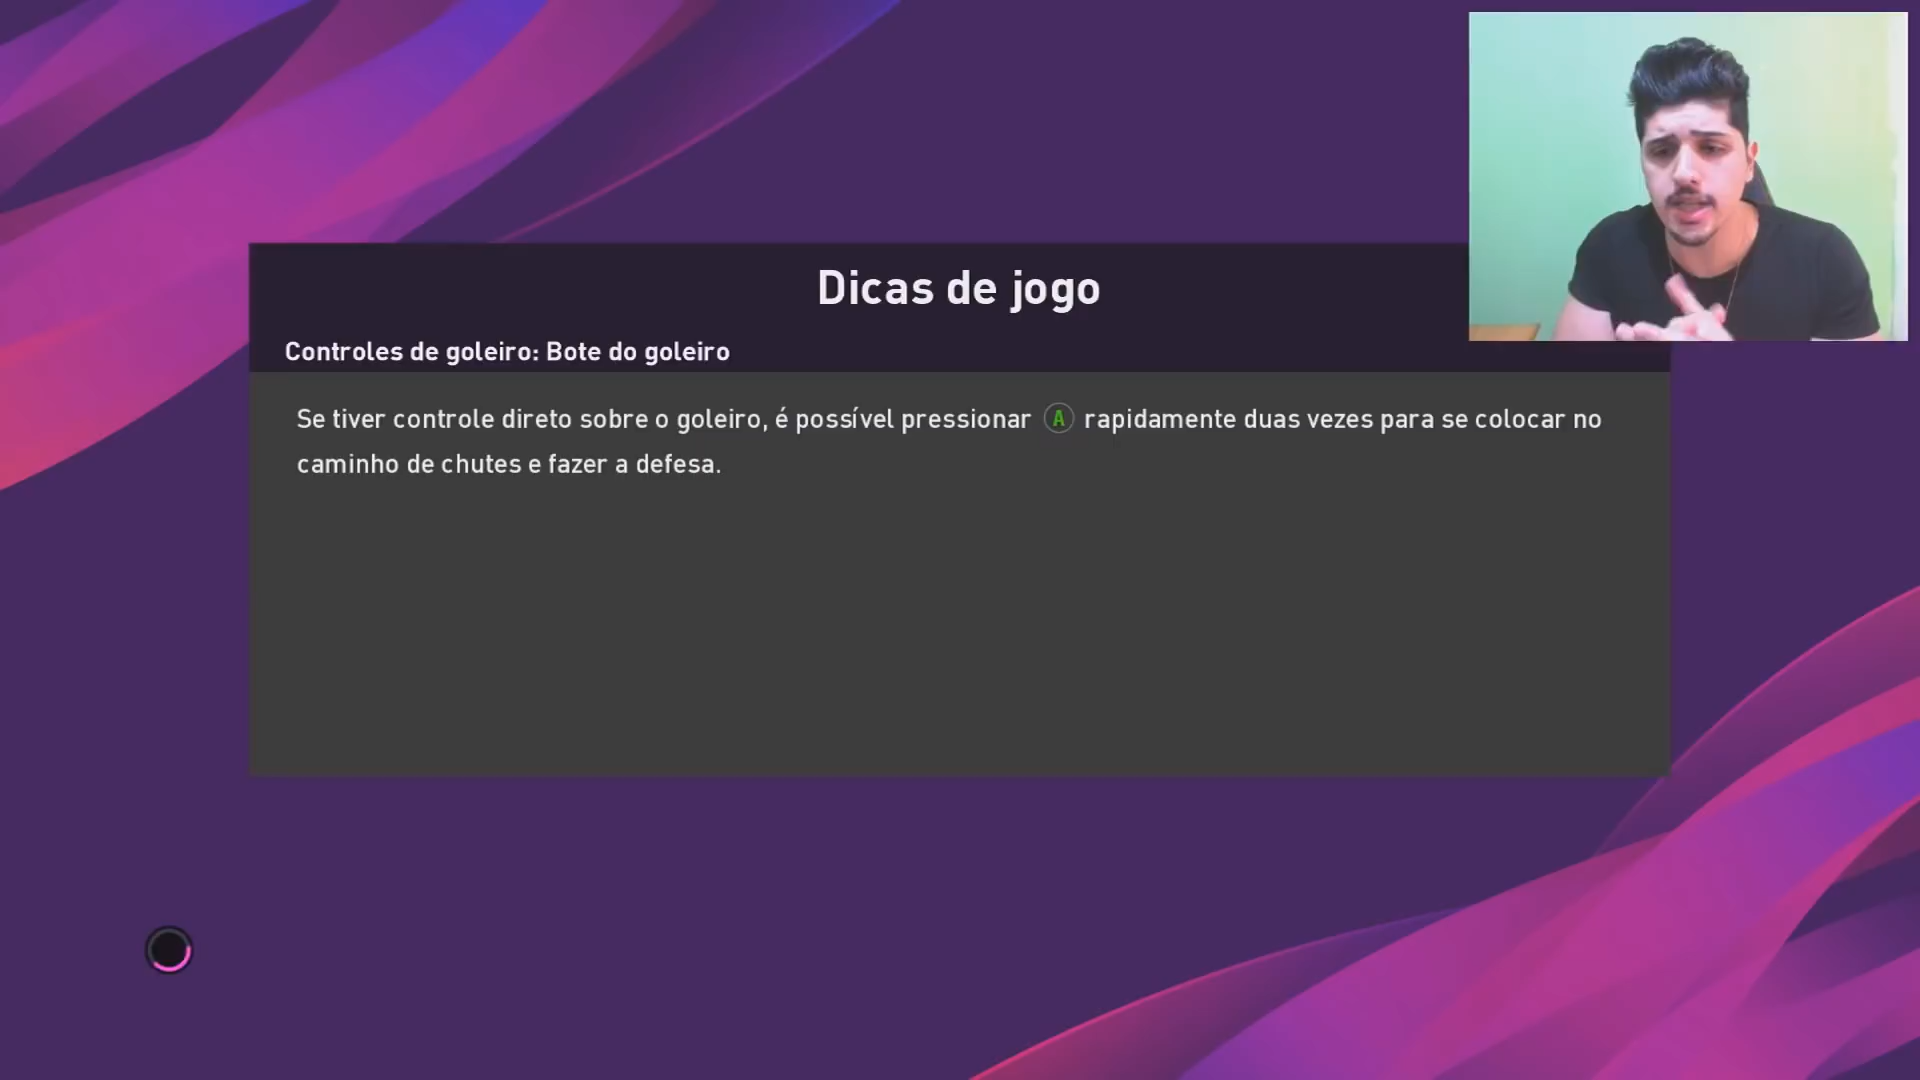 Dicas de jogo
Controles de goleiro: Bote do goleiro
Se tiver controle direto sobre o goleiro, é possível pressionar A rapidamente duas vezes para se colocar no
caminho de chutes e fazer a defesa.